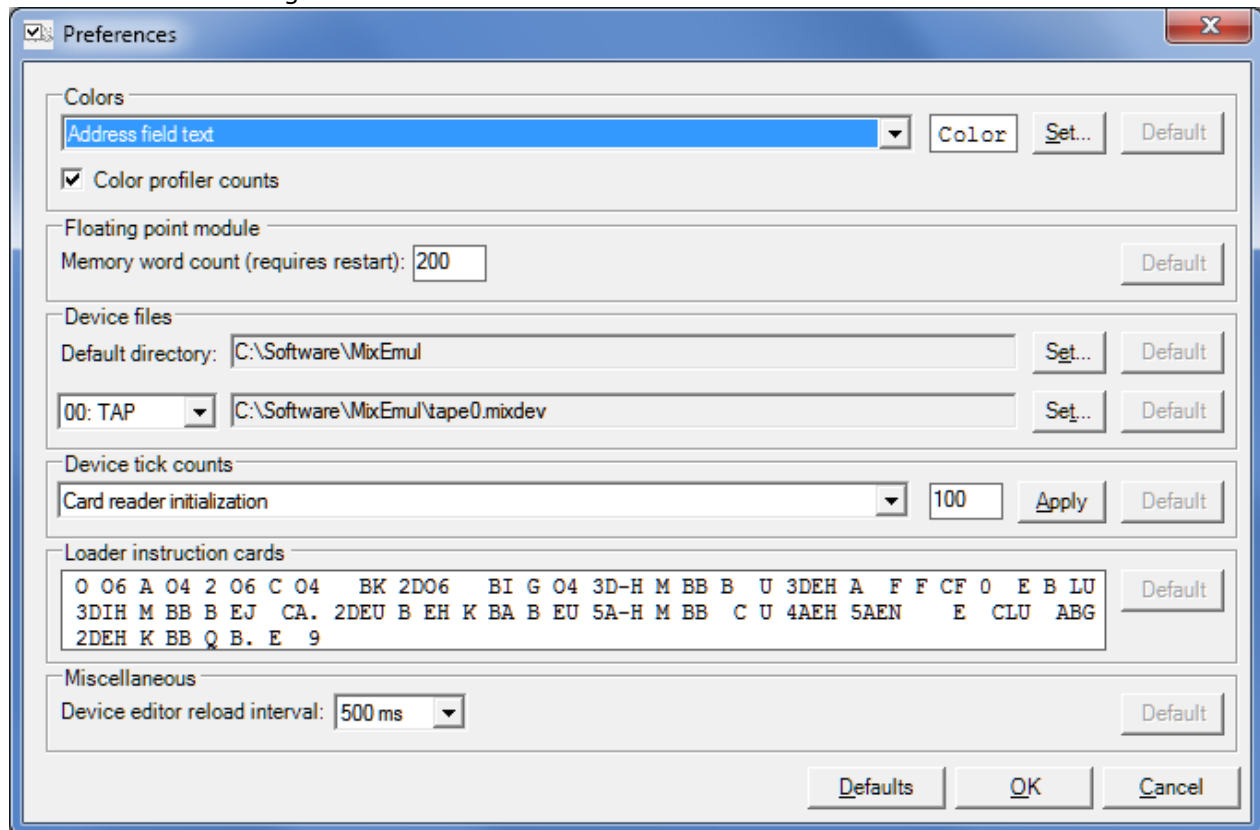 Preferences
Colors
Address field text Color Set... Default
Color profiler counts
Floating point module
Memory word count (requires restart): 200 Default
Device files
Default directory: C:\Software\MixEmul Set... Default
00: TAP C:\Software\MixEmul\tape0.mixdev Set... Default
Device tick counts
Card reader initialization 100 Apply Default
Loader instruction cards
O O6 A O4 2 O6 C O4   BK 2DO6   BI G O4 3D-H M BB B  U 3DEH A  F F CF 0  E B LU
3DIH M BB B EJ  CA. 2DEU B EH K BA B EU 5A-H M BB  C U 4AEH 5AEN    E  CLU  ABG
2DEH K BB Q B. E  9
Default
Miscellaneous
Device editor reload interval: 500 ms Default
Defaults OK Cancel